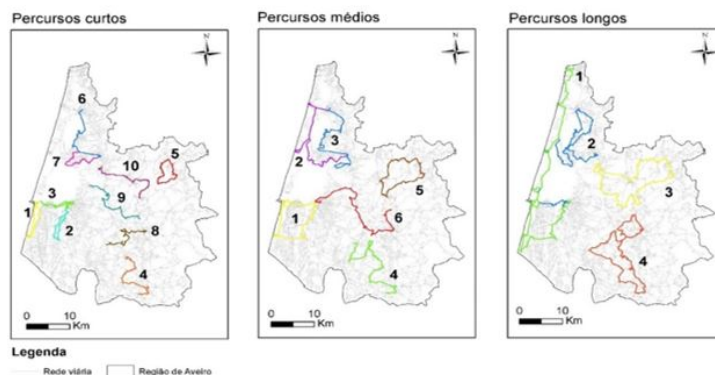 Percursos curtos
N
6
7
10
5
3
9
1
2
8
4
0 10
Km
Percursos médios
N
3
2
5
1
6
4
0 10
Km
Percursos longos
N
1
2
3
4
0 10
Km
Legenda
Rede viária Região de Aveiro